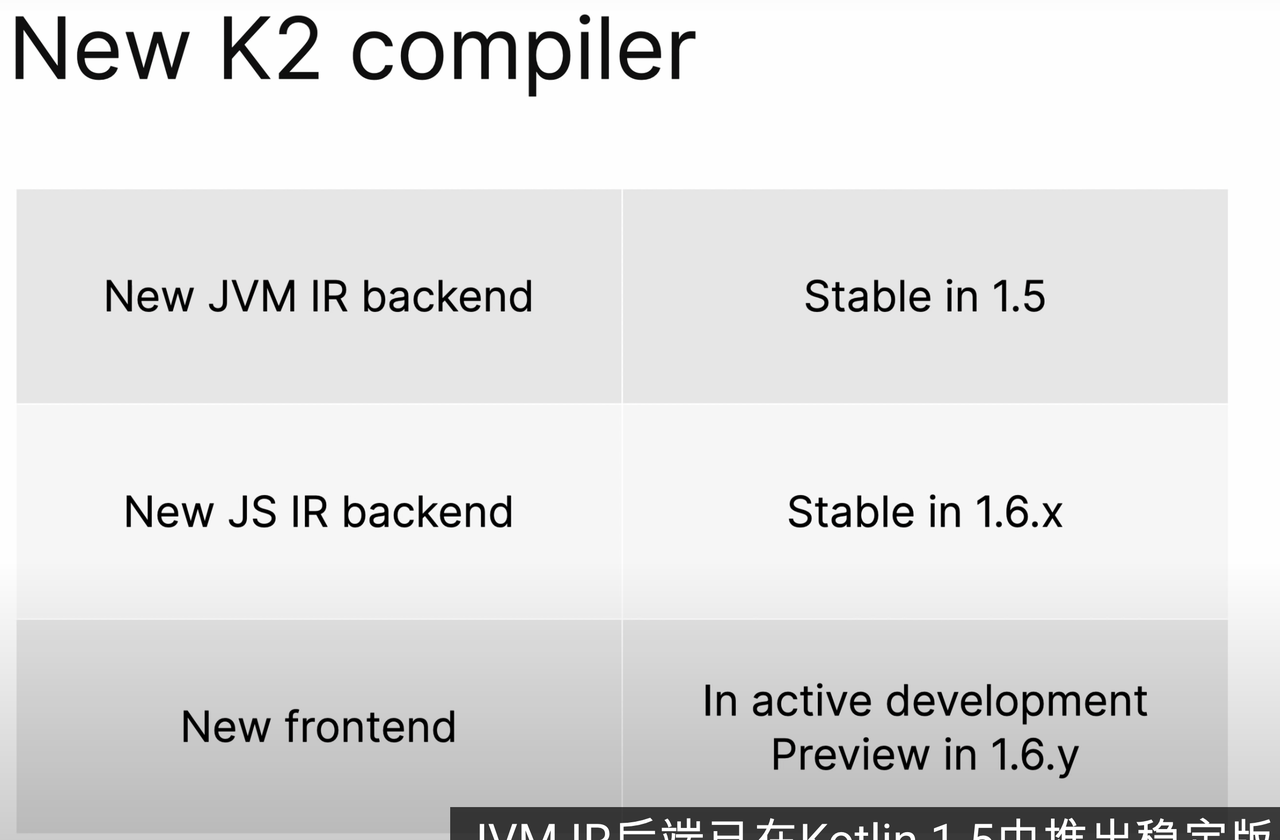 New K2 compiler
New JVM IR backend
Stable in 1.5
New JS IR backend
Stable in 1.6.x
New frontend
In active development
Preview in 1.6.y
JVM IR后端已在Kotlin 1.5中推出稳定版